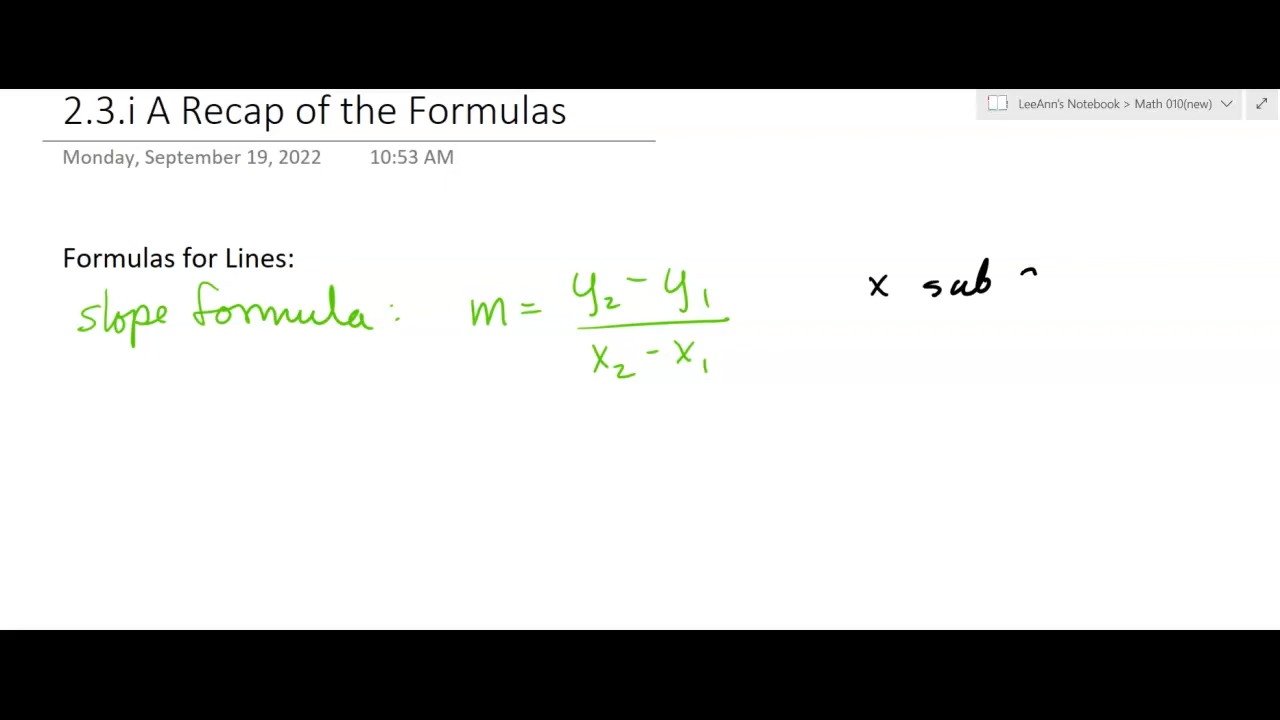 2.3.i A Recap of the Formulas
LeeAnn's Notebook > Math 010(new)
Monday, September 19, 2022 10:53 AM
Formulas for Lines:
slope formula: m = y₂ - y₁
x₂ - x₁
x sub